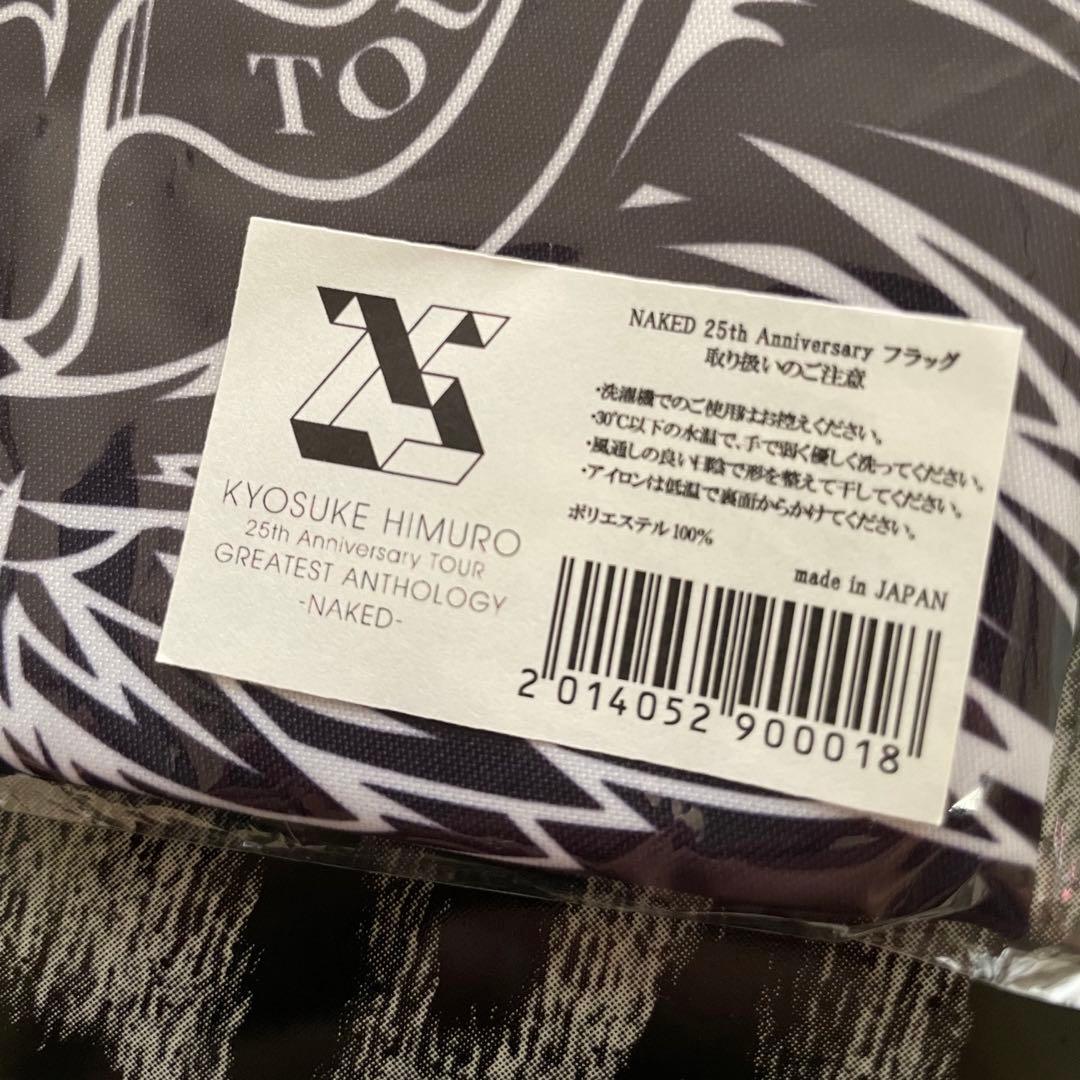 TO
KYOSUKE HIMURO
25th Anniversary TOUR
GREATEST ANTHOLOGY
-NAKED-
NAKED 25th Anniversary フラッグ
取り扱いのご注意
・洗濯機でのご使用はお控えください。
・30℃以下の水温で、手で弱く優しく洗ってください。
・風通しの良い日陰で形を整えて干してください。
・アイロンは低温で裏面からかけてください。
ポリエステル100%
made in JAPAN
2 014052 900018